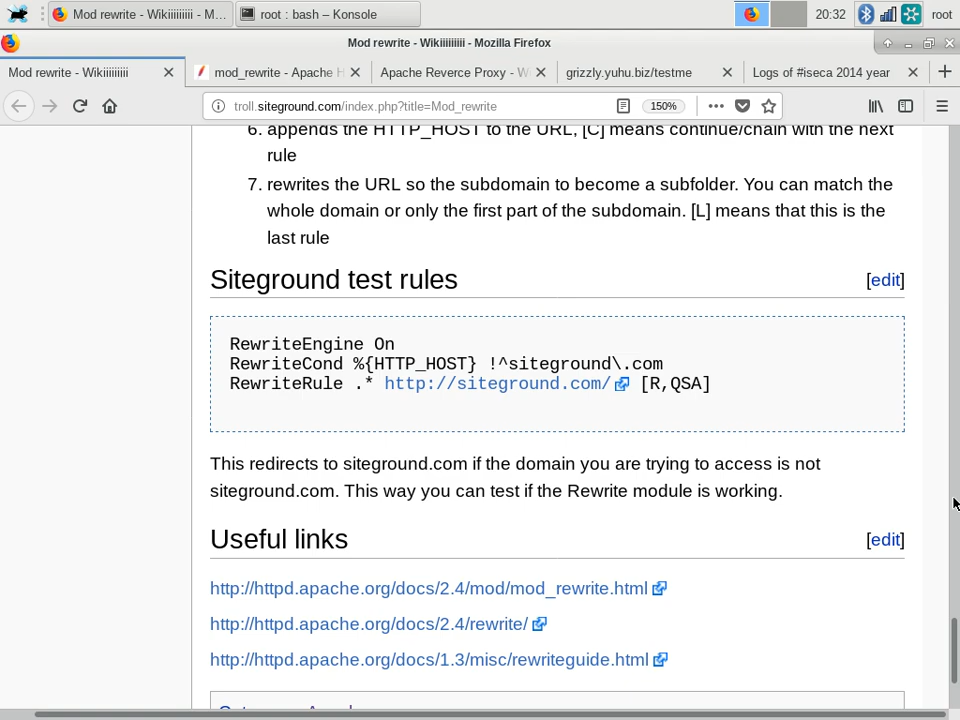 Mod rewrite - Wikiiiiiiiii - M...
root : bash – Konsole
20:32
root
Mod rewrite - Wikiiiiiiiii - Mozilla Firefox
Mod rewrite - Wikiiiiiiiii
mod_rewrite - Apache H
Apache Reverce Proxy - W
grizzly.yuhu.biz/testme
Logs of #iseca 2014 year
troll.siteground.com/index.php?title=Mod_rewrite
150%
6. appends the HTTP_HOST to the URL, [C] means continue/chain with the next
rule
7. rewrites the URL so the subdomain to become a subfolder. You can match the
whole domain or only the first part of the subdomain. [L] means that this is the
last rule
Siteground test rules
[edit]
RewriteEngine On
RewriteCond %{HTTP_HOST} !^siteground\.com
RewriteRule .* http://siteground.com/ [R,QSA]
This redirects to siteground.com if the domain you are trying to access is not
siteground.com. This way you can test if the Rewrite module is working.
Useful links
[edit]
http://httpd.apache.org/docs/2.4/mod/mod_rewrite.html
http://httpd.apache.org/docs/2.4/rewrite/
http://httpd.apache.org/docs/1.3/misc/rewriteguide.html